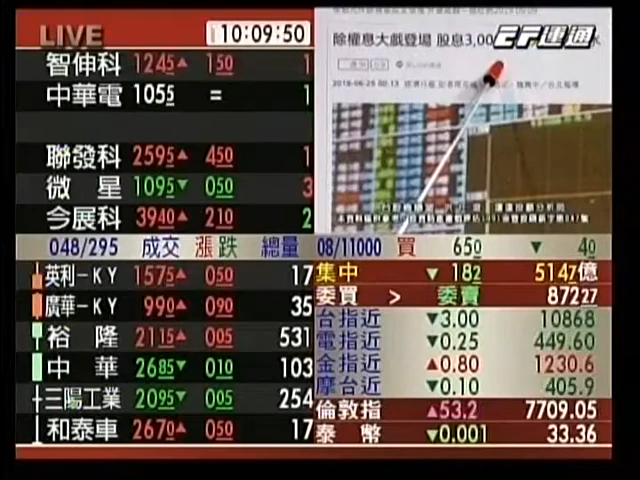 LIVE
10:09:50
智伸科 1245▲ 150 1
中華電 1055 = 1
聯發科 2595▲ 450 1
微星 1095▼ 050 3
今展科 3940▲ 210 2
048/295 成交 漲跌 總量
英利-KY 1575▲ 050 17
廣華-KY 990▲ 090 35
裕隆 2115▲ 005 531
中華 2685▼ 010 103
三陽工業 2095▼ 005 254
和泰車 2670▲ 050 17
EF運通
除權息大戲登場 股息3,00 水
08/11000 買 650 ▼ 40
集中 ▼ 182 5147億
委買 > 委賣 87227
台指近 ▼3.00 10868
電指近 ▼0.25 449.60
金指近 ▲0.80 1230.6
摩台近 ▼0.10 405.9
倫敦指 ▲53.2 7709.05
泰幣 ▼0.001 33.36